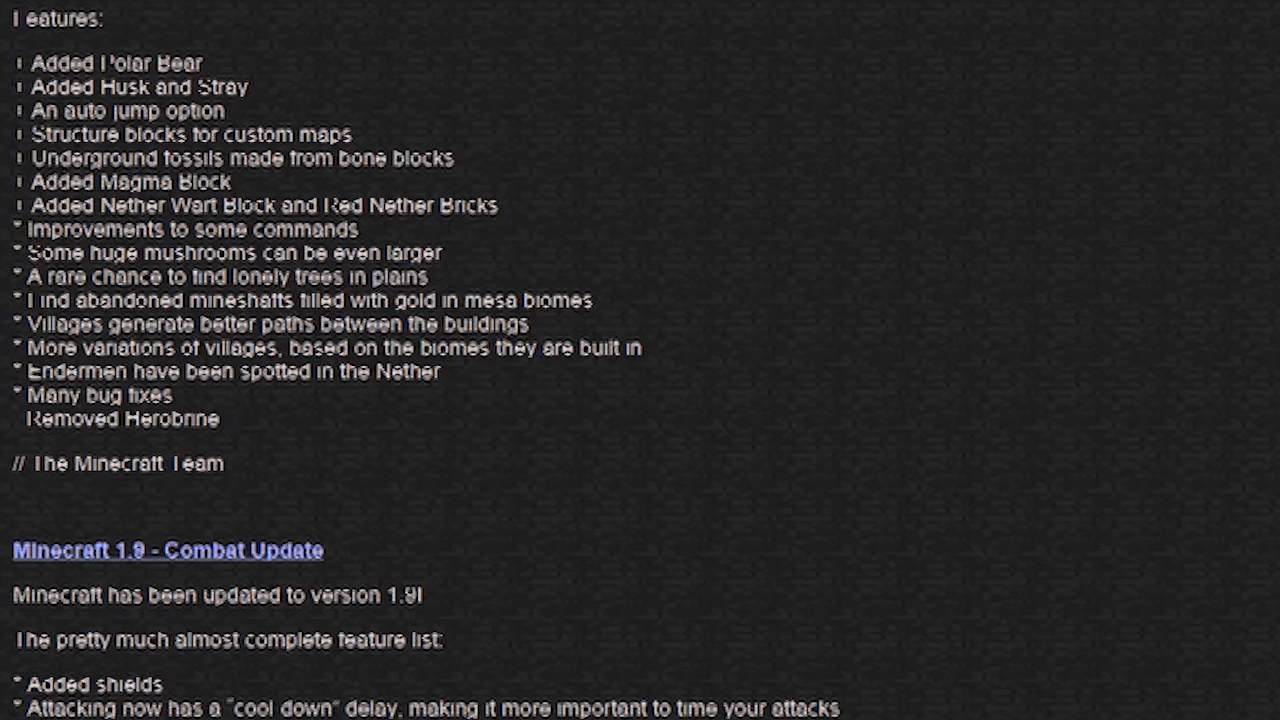 Features:
+ Added Polar Bear
+ Added Husk and Stray
+ An auto jump option
+ Structure blocks for custom maps
+ Underground fossils made from bone blocks
+ Added Magma Block
+ Added Nether Wart Block and Red Nether Bricks
* Improvements to some commands
* Some huge mushrooms can be even larger
* A rare chance to find lonely trees in plains
* Find abandoned mineshafts filled with gold in mesa biomes
* Villages generate better paths between the buildings
* More variations of villages, based on the biomes they are built in
* Endermen have been spotted in the Nether
* Many bug fixes
Removed Herobrine
// The Minecraft Team
Minecraft 1.9 - Combat Update
Minecraft has been updated to version 1.9!
The pretty much almost complete feature list:
* Added shields
* Attacking now has a "cool down" delay, making it more important to time your attacks